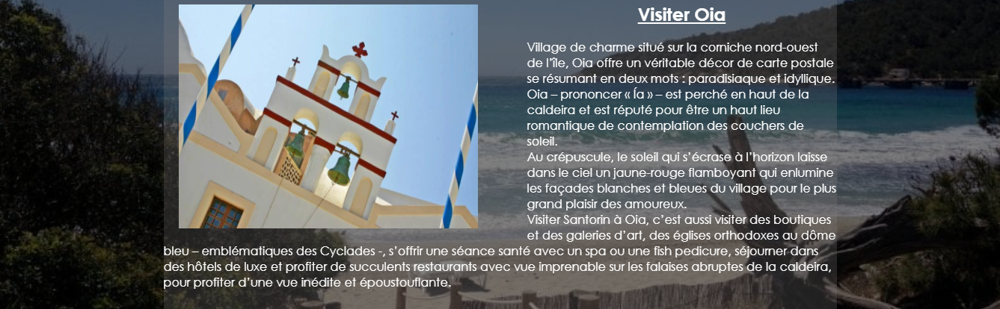 Visiter Oia
Village de charme situé sur la corniche nord-ouest
de l'île, Oia offre un véritable décor de carte postale
se résumant en deux mots : paradisiaque et idyllique.
Oia – prononcer « Ía » – est perché en haut de la
caldeira et est réputé pour être un haut lieu
romantique de contemplation des couchers de
soleil.
Au crépuscule, le soleil qui s'écrase à l'horizon laisse
dans le ciel un jaune-rouge flamboyant qui enlumine
les façades blanches et bleues du village pour le plus
grand plaisir des amoureux.
Visiter Santorin à Oia, c'est aussi visiter des boutiques
et des galeries d'art, des églises orthodoxes au dôme
bleu – emblématiques des Cyclades -, s'offrir une séance santé avec un spa ou une fish pedicure, séjourner dans
des hôtels de luxe et profiter de succulents restaurants avec vue imprenable sur les falaises abruptes de la caldeira,
pour profiter d'une vue inédite et époustouflante.